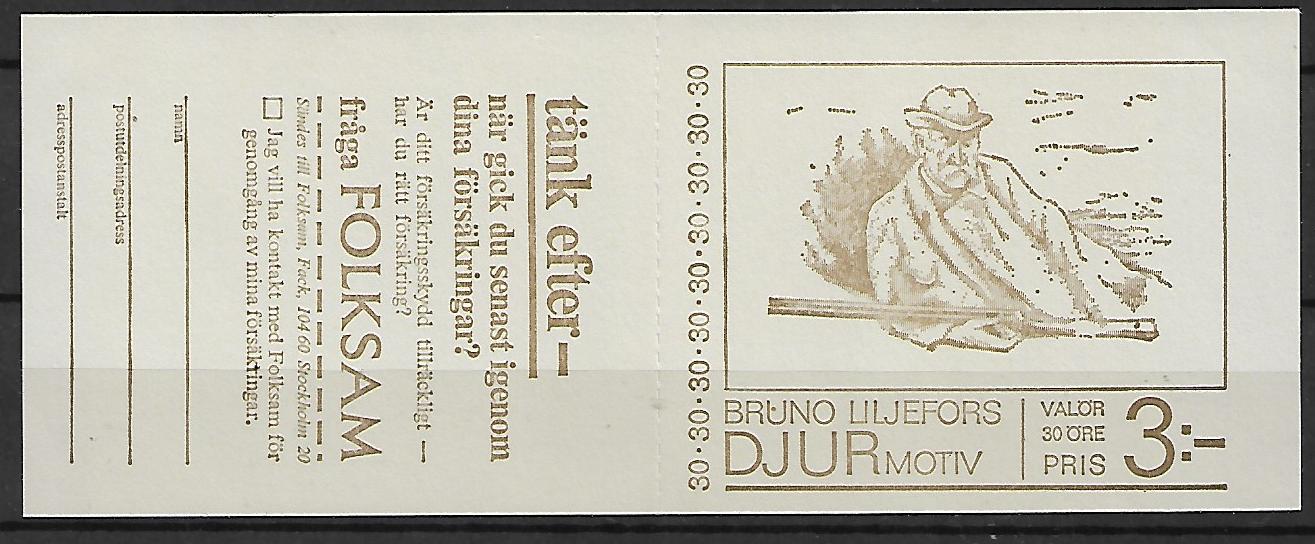 tänk efter–
när gick du senast igenom
dina försäkringar?
Är ditt försäkringsskydd tillräckligt —
har du rätt försäkring?
fråga FOLKSAM
Sändes till Folksam, Fack, 104 60 Stockholm 20
☐ Jag vill ha kontakt med Folksam för
genomgång av mina försäkringar.
namn
postutdelningsadress
adresspostanstalt
30·30·30·30·30·30·30·30·30·30
BRUNO LILJEFORS
DJURMOTIV
VALÖR
30 ÖRE
PRIS
3:-